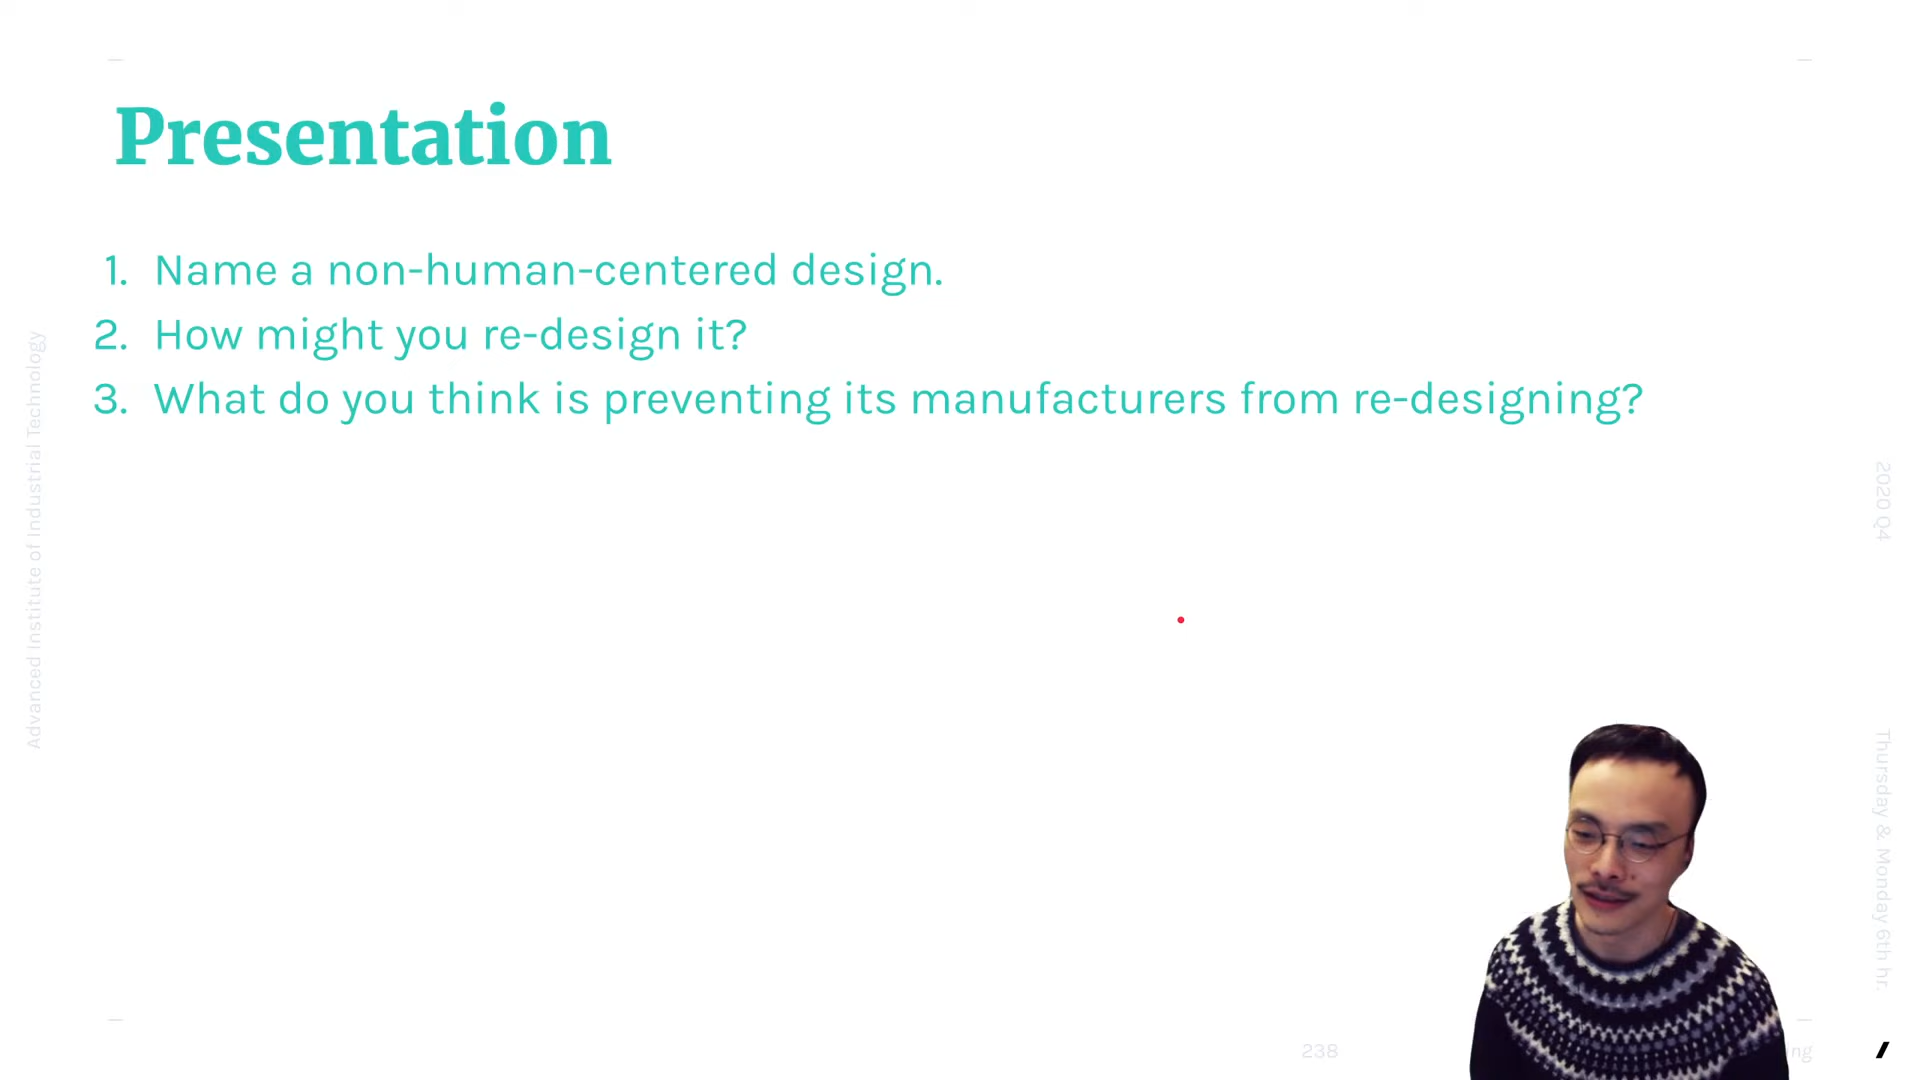 Presentation
1. Name a non-human-centered design.
2. How might you re-design it?
3. What do you think is preventing its manufacturers from re-designing?
Advanced Institute of Industrial Technology
2020 Q4
Thursday & Monday 6th hr.
238